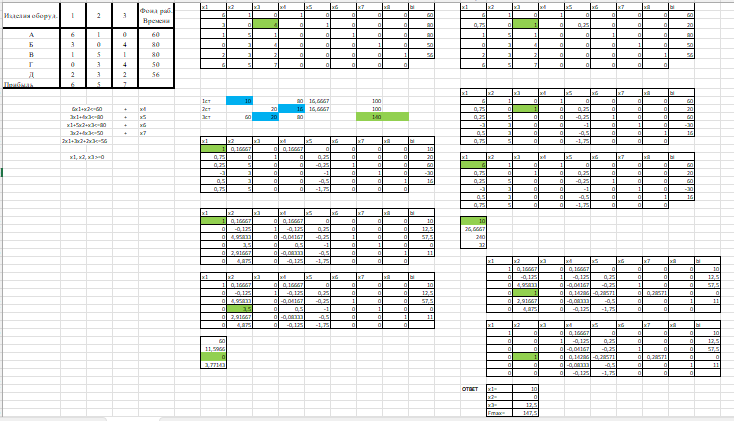 Изделия оборуд. 1 2 3 Фонд раб. Времени
А 6 1 0 60
Б 3 0 4 80
В 1 5 1 80
Г 0 3 4 50
Д 2 3 2 56
Прибыль 6 5 7
6x1+x2<=60 + x4
3x1+4x3<=80 + x5
x1+5x2+x3<=80 + x6
3x2+4x3<=50 + x7
2x1+3x2+2x3<=56
x1, x2, x3>=0
x1 x2 x3 x4 x5 x6 x7 x8 bi
6 1 0 1 0 0 0 0 60
3 0 4 0 1 0 0 0 80
1 5 1 0 0 1 0 0 80
0 3 4 0 0 0 1 0 50
2 3 2 0 0 0 0 1 56
6 5 7 0 0 0 0 0
1ст 10 80 16,6667 100
2ст 20 16 16,6667 100
3ст 60 20 80 140
x1 x2 x3 x4 x5 x6 x7 x8 bi
1 0,16667 0 0,16667 0 0 0 0 10
0,75 0 1 0 0,25 0 0 0 20
0,25 5 0 0 -0,25 1 0 0 60
-3 3 0 0 -1 0 1 0 -30
0,5 3 0 0 -0,5 0 0 1 16
0,75 5 0 0 -1,75 0 0 0
x1 x2 x3 x4 x5 x6 x7 x8 bi
1 0,16667 0 0,16667 0 0 0 0 10
0 -0,125 1 -0,125 0,25 0 0 0 12,5
0 4,95833 0 -0,04167 -0,25 1 0 0 57,5
0 3,5 0 0,5 -1 0 1 0 0
0 2,91667 0 -0,08333 -0,5 0 0 1 11
0 4,875 0 -0,125 -1,75 0 0 0
x1 x2 x3 x4 x5 x6 x7 x8 bi
1 0,16667 0 0,16667 0 0 0 0 10
0 -0,125 1 -0,125 0,25 0 0 0 12,5
0 4,95833 0 -0,04167 -0,25 1 0 0 57,5
0 3,5 0 0,5 -1 0 1 0 0
0 2,91667 0 -0,08333 -0,5 0 0 1 11
0 4,875 0 -0,125 -1,75 0 0 0
60
11,5966
0
3,77143
x1 x2 x3 x4 x5 x6 x7 x8 bi
6 1 0 1 0 0 0 0 60
0,75 0 1 0 0,25 0 0 0 20
1 5 1 0 0 1 0 0 80
0 3 4 0 0 0 1 0 50
2 3 2 0 0 0 0 1 56
6 5 7 0 0 0 0 0
x1 x2 x3 x4 x5 x6 x7 x8 bi
6 1 0 1 0 0 0 0 60
0,75 0 1 0 0,25 0 0 0 20
0,25 5 0 0 -0,25 1 0 0 60
-3 3 0 0 -1 0 1 0 -30
0,5 3 0 0 -0,5 0 0 1 16
0,75 5 0 0 -1,75 0 0 0
x1 x2 x3 x4 x5 x6 x7 x8 bi
6 1 0 1 0 0 0 0 60
0,75 0 1 0 0,25 0 0 0 20
0,25 5 0 0 -0,25 1 0 0 60
-3 3 0 0 -1 0 1 0 -30
0,5 3 0 0 -0,5 0 0 1 16
0,75 5 0 0 -1,75 0 0 0
10
26,6667
240
32
x1 x2 x3 x4 x5 x6 x7 x8 bi
1 0,16667 0 0,16667 0 0 0 0 10
0 -0,125 1 -0,125 0,25 0 0 0 12,5
0 4,95833 0 -0,04167 -0,25 1 0 0 57,5
0 1 0 0,14286 -0,28571 0 0,28571 0 0
0 2,91667 0 -0,08333 -0,5 0 0 1 11
0 4,875 0 -0,125 -1,75 0 0 0
x1 x2 x3 x4 x5 x6 x7 x8 bi
1 0 0 0,16667 0 0 0 0 10
0 0 1 -0,125 0,25 0 0 0 12,5
0 0 0 -0,04167 -0,25 1 0 0 57,5
0 1 0 0,14286 -0,28571 0 0,28571 0 0
0 0 0 -0,08333 -0,5 0 0 1 11
0 0 0 -0,125 -1,75 0 0 0
ОТВЕТ x1= 10
x2= 0
x3= 12,5
Fmax= 147,5